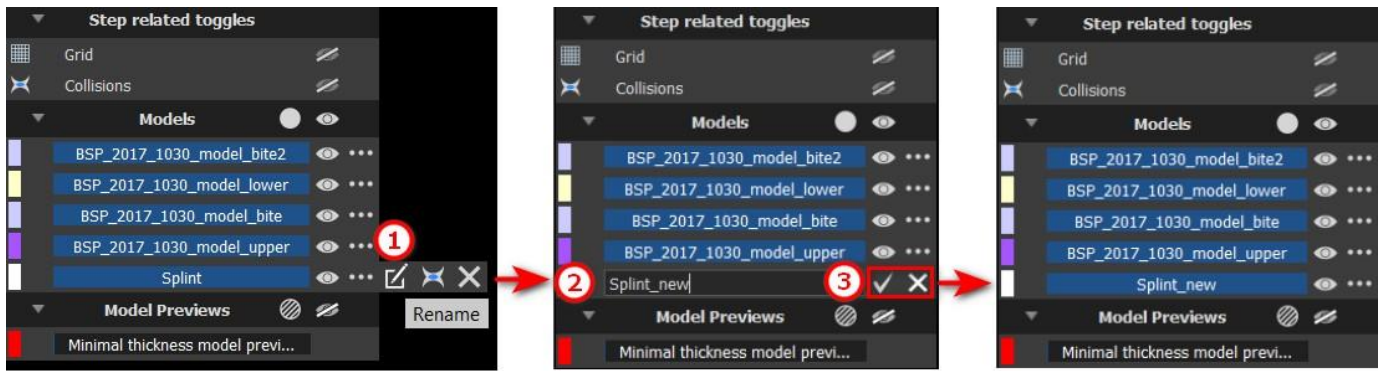 Step related toggles
Grid
Collisions
Models
BSP_2017_1030_model_bite2
BSP_2017_1030_model_lower
BSP_2017_1030_model_bite
BSP_2017_1030_model_upper
1
Splint
Rename
Model Previews
Minimal thickness model previ...
Step related toggles
Grid
Collisions
Models
BSP_2017_1030_model_bite2
BSP_2017_1030_model_lower
BSP_2017_1030_model_bite
BSP_2017_1030_model_upper
2
Splint_new
3
Model Previews
Minimal thickness model previ...
Step related toggles
Grid
Collisions
Models
BSP_2017_1030_model_bite2
BSP_2017_1030_model_lower
BSP_2017_1030_model_bite
BSP_2017_1030_model_upper
Splint_new
Model Previews
Minimal thickness model previ...